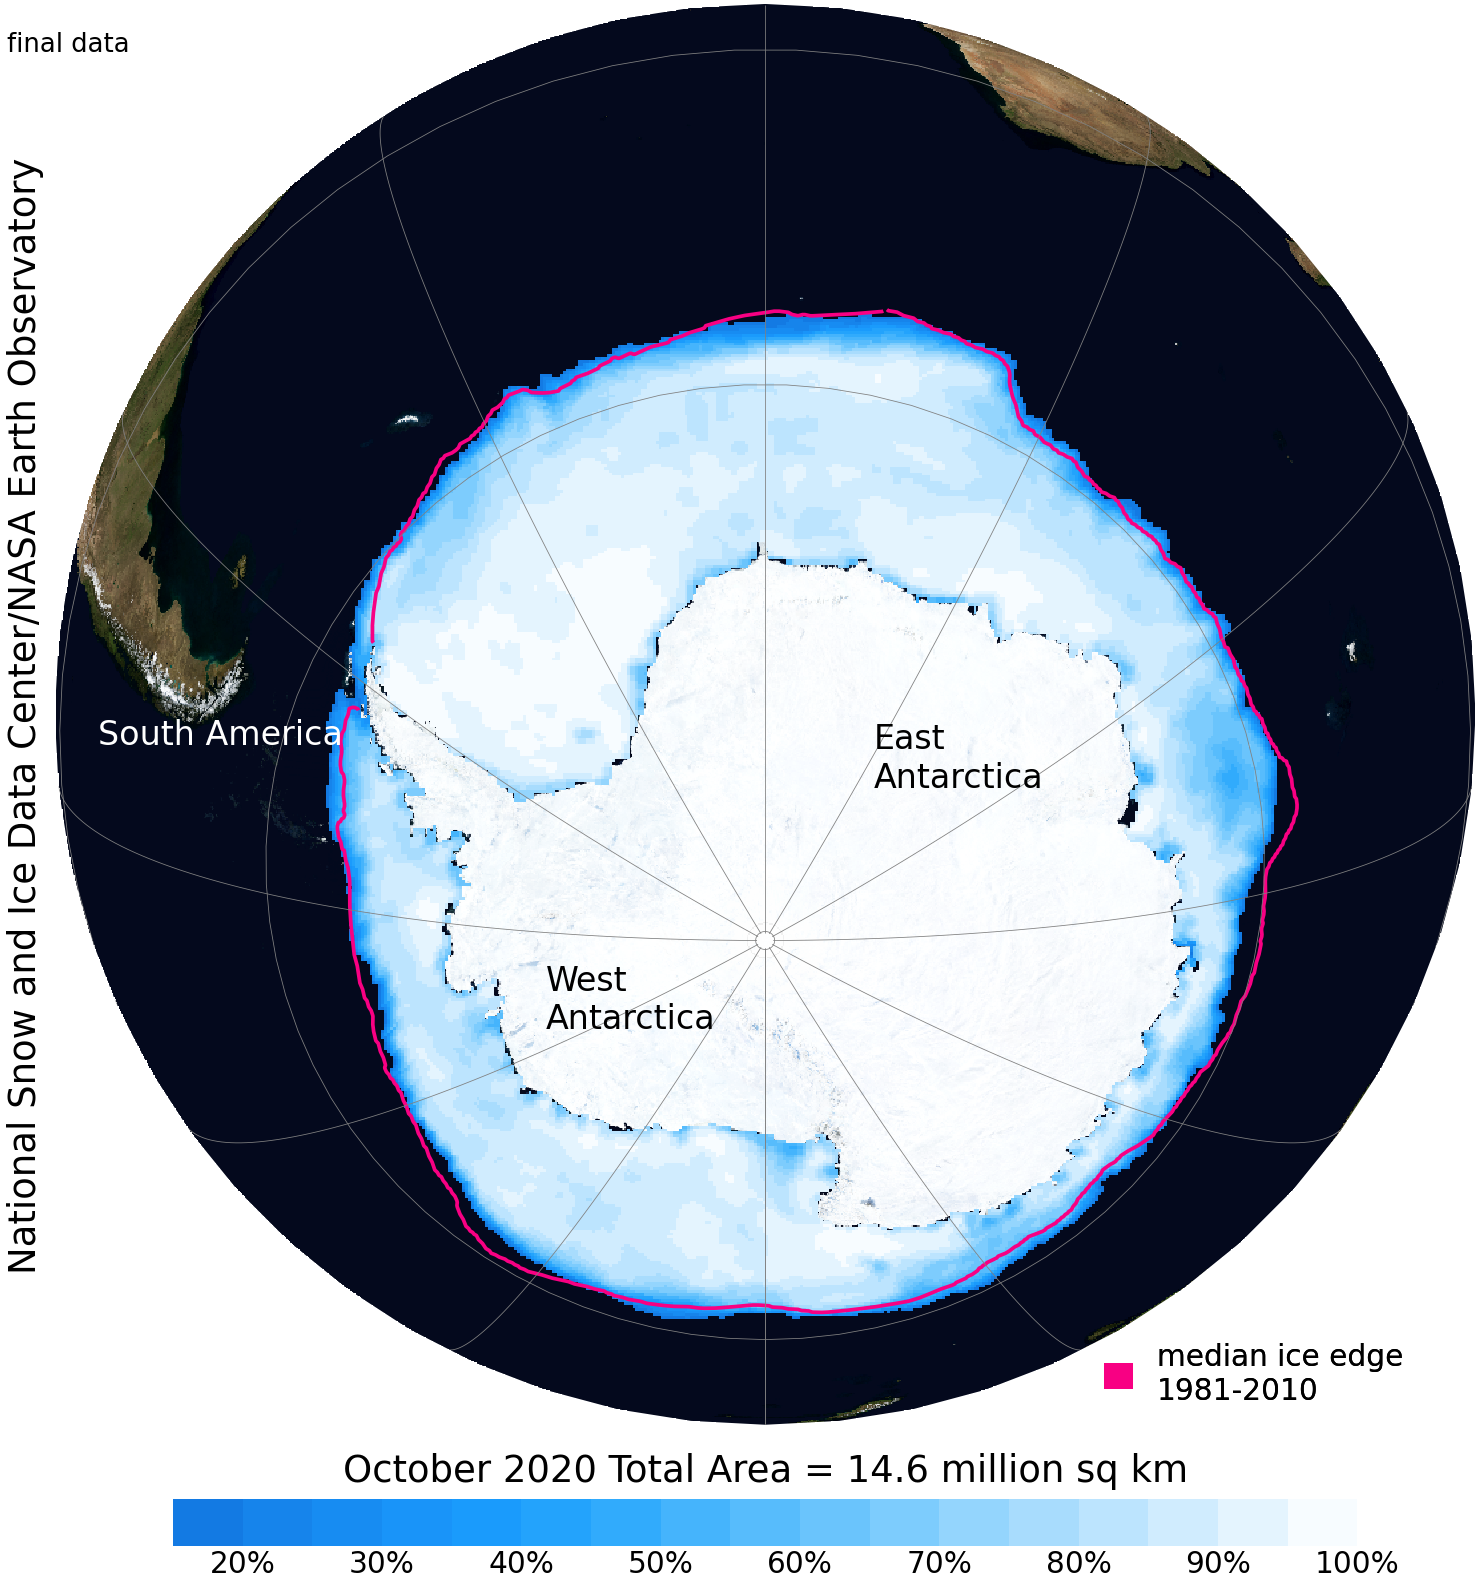 final data
National Snow and Ice Data Center/NASA Earth Observatory
South America
East
Antarctica
West
Antarctica
median ice edge
1981-2010
October 2020 Total Area = 14.6 million sq km
20% 30% 40% 50% 60% 70% 80% 90% 100%